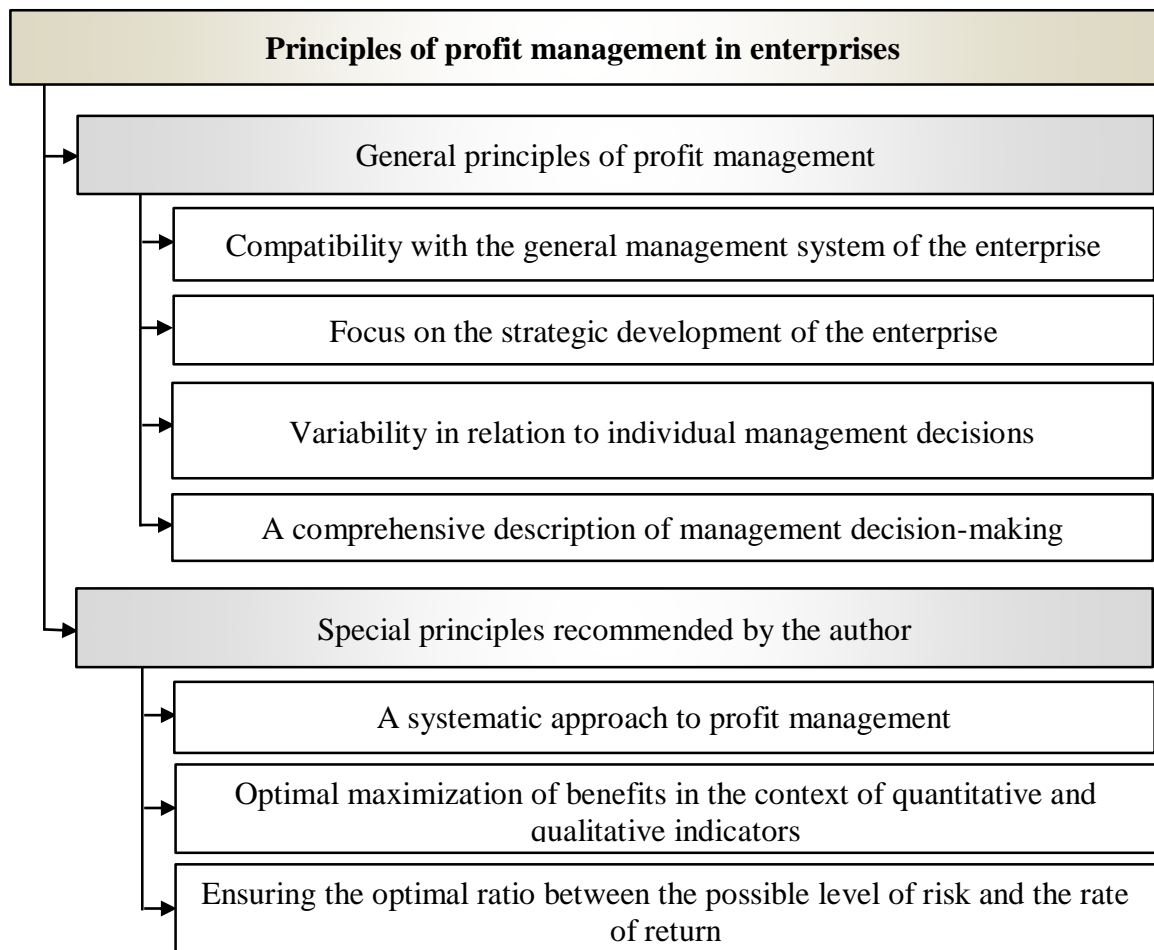 Principles of profit management in enterprises
General principles of profit management
Compatibility with the general management system of the enterprise
Focus on the strategic development of the enterprise
Variability in relation to individual management decisions
A comprehensive description of management decision-making
Special principles recommended by the author
A systematic approach to profit management
Optimal maximization of benefits in the context of quantitative and
qualitative indicators
Ensuring the optimal ratio between the possible level of risk and the rate
of return